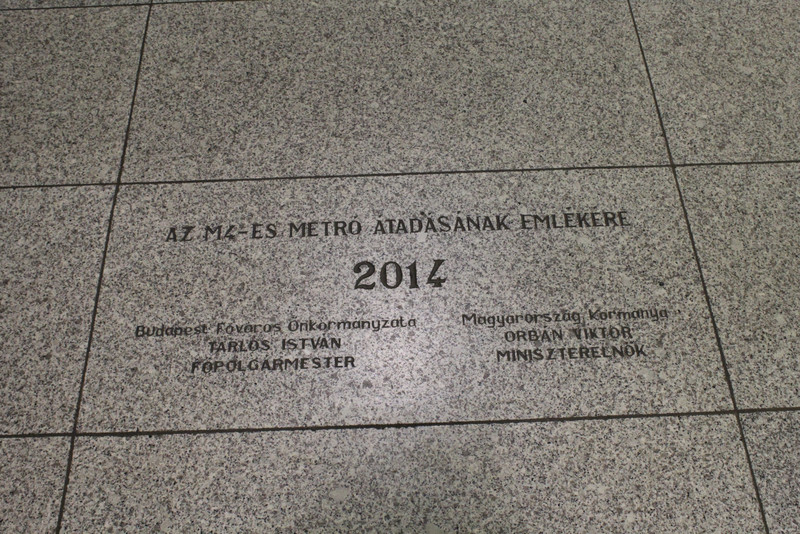 AZ M4-ES METRÓ ÁTADÁSÁNAK EMLÉKÉRE
2014
Budapest Főváros Önkormányzata
TARLÓS ISTVÁN
FŐPOLGÁRMESTER
Magyarország Kormánya
ORBÁN VIKTOR
MINISZTERELNÖK